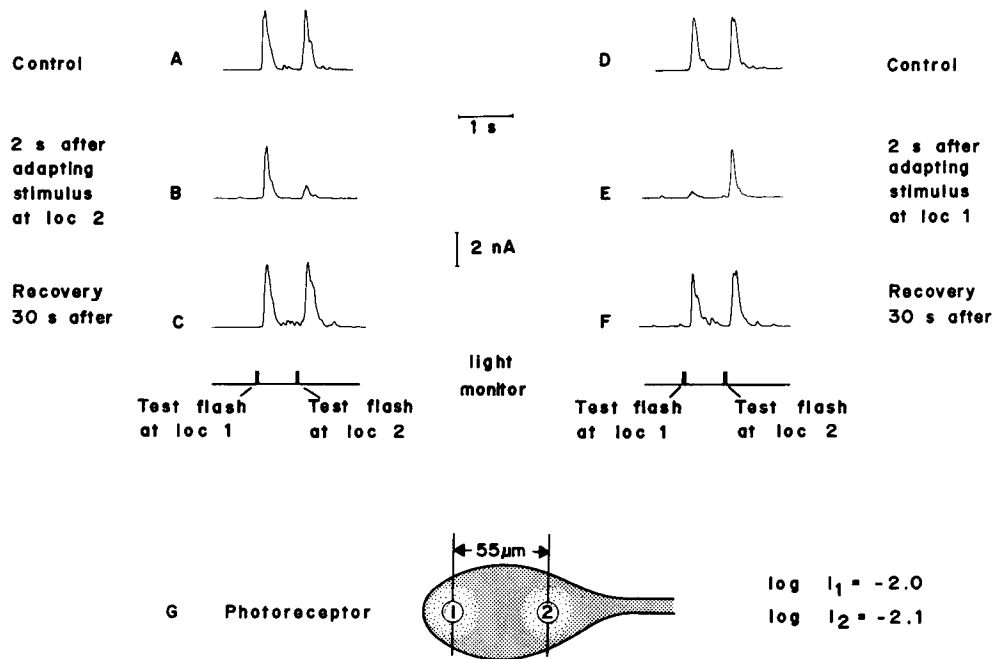 Control
A
D
Control
1 s
2 s after
adapting
stimulus
at loc 2
B
E
2 s after
adapting
stimulus
at loc 1
2 nA
Recovery
30 s after
C
F
Recovery
30 s after
light
monitor
Test flash
at loc 1
Test flash
at loc 2
Test flash
at loc 1
Test flash
at loc 2
55µm
G
Photoreceptor
1
2
log I1 = -2.0
log I2 = -2.1